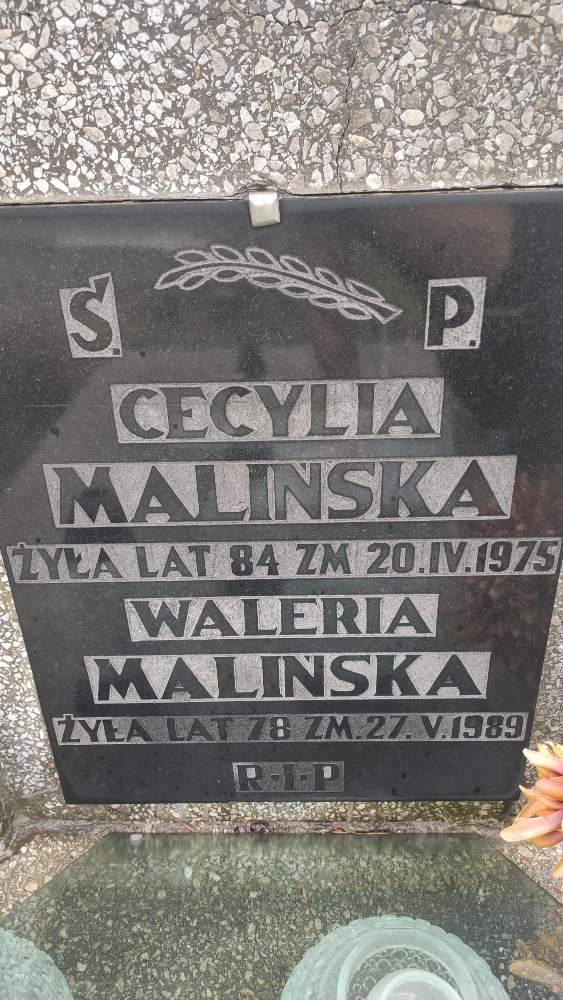 S. P.
CECYLIA
MALINSKA
ŻYŁA LAT 84 ZM 20.IV.1975
WALERIA
MALINSKA
ŻYŁA LAT 78 ZM.27.V.1989
R·I·P